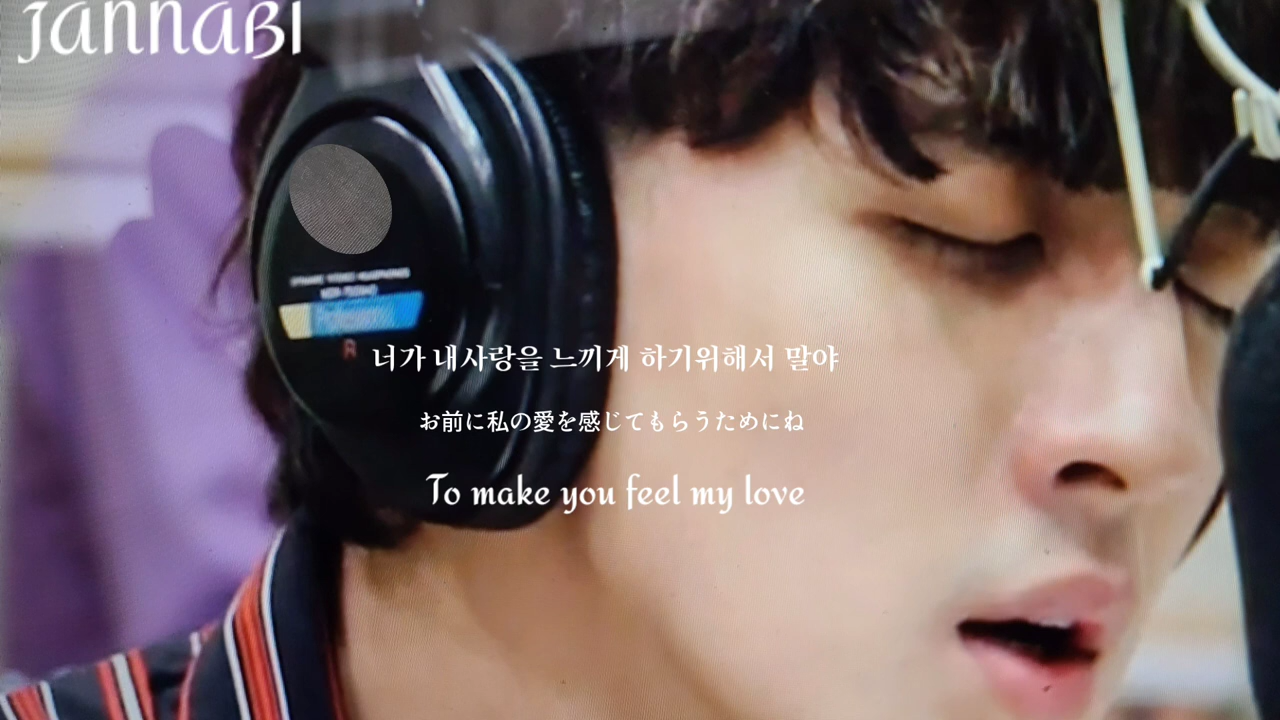 JANNABI
R
너가 내사랑을 느끼게 하기위해서 말야
お前に私の愛を感じてもらうためにね
To make you feel my love